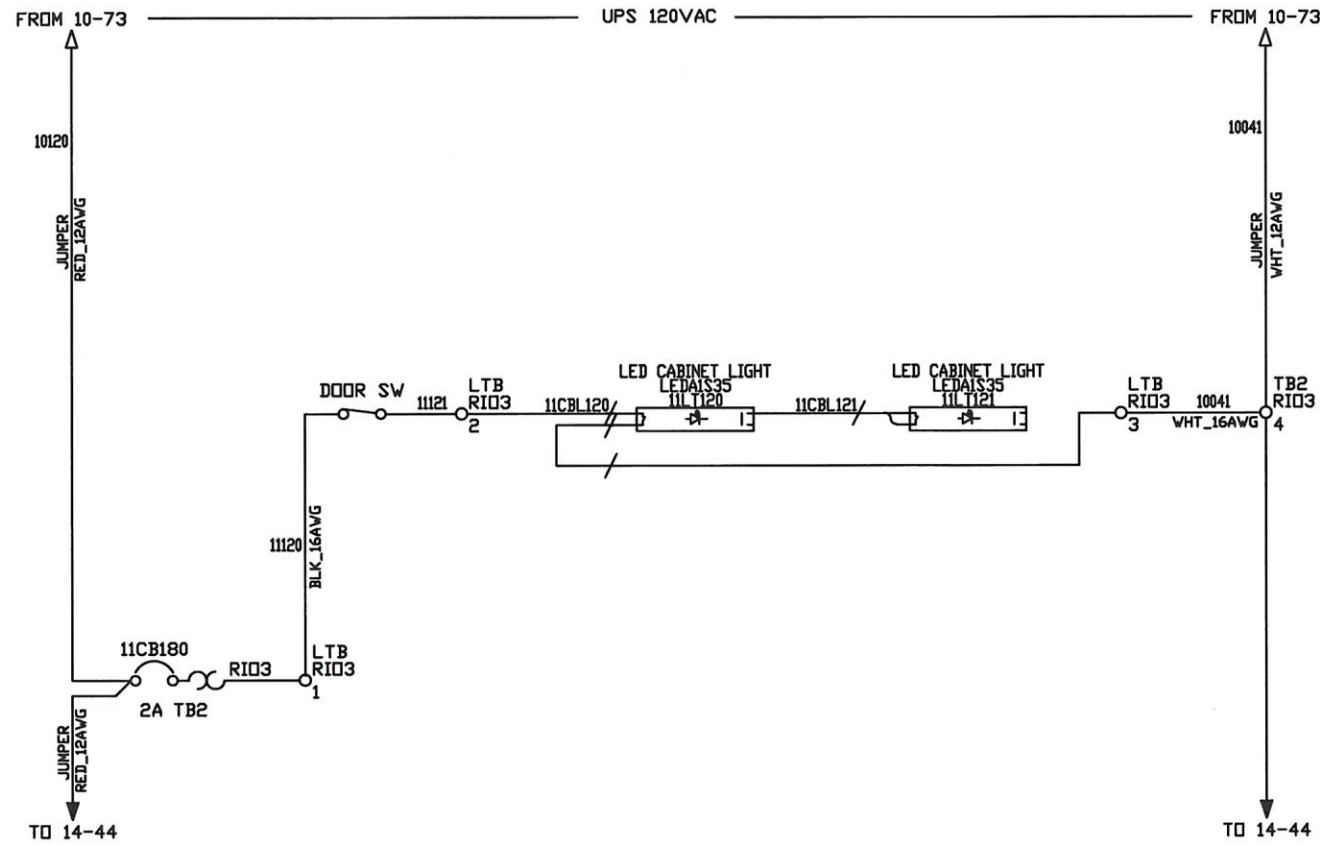 FROM 10-73
UPS 120VAC
FROM 10-73
10120
10041
JUMPER
RED_12AWG
JUMPER
WHT_12AWG
DOOR SW
11121
LTB
RIO3
2
11CBL120
LED CABINET LIGHT
LEDA1S35
11LT120
11CBL121
LED CABINET LIGHT
LEDA1S35
11LT121
LTB
RIO3
3
10041
WHT_16AWG
TB2
RIO3
4
11120
BLK_16AWG
11CB180
2A TB2
RIO3
LTB
RIO3
1
JUMPER
RED_12AWG
TO 14-44
TO 14-44